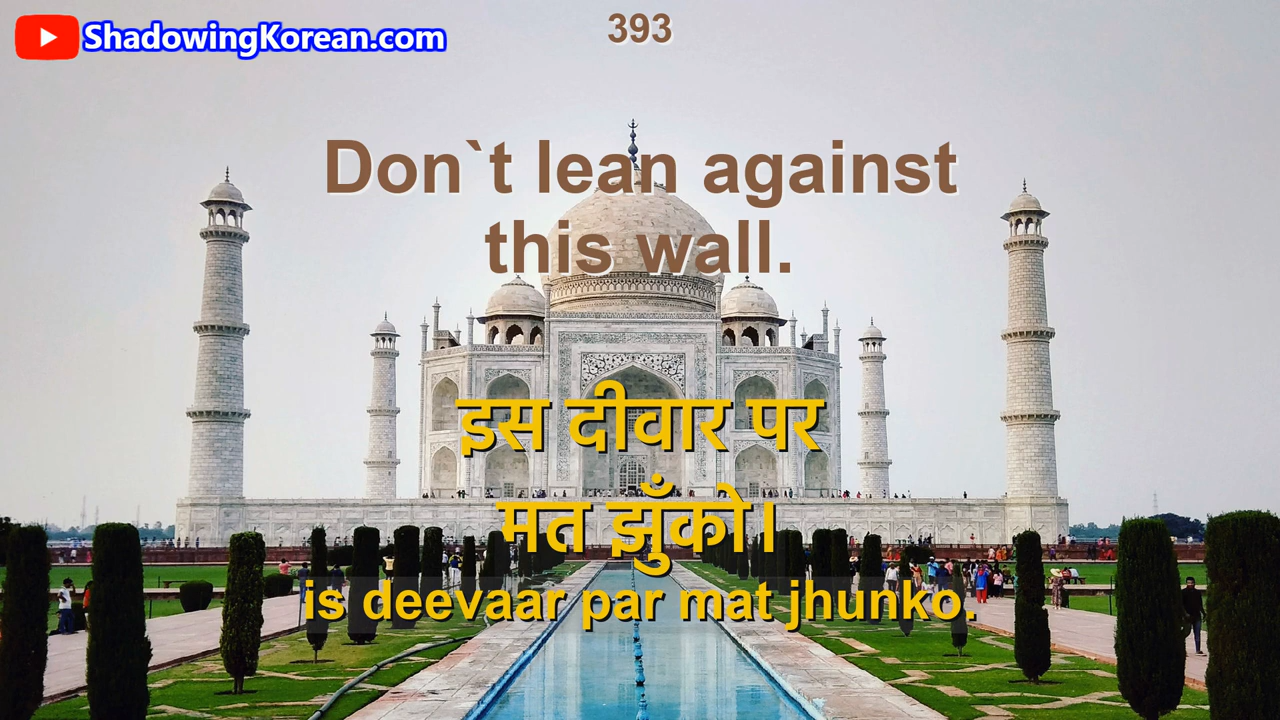 ShadowingKorean.com
393
Don`t lean against
this wall.
इस दीवार पर
मत झुँको।
is deevaar par mat jhunko.